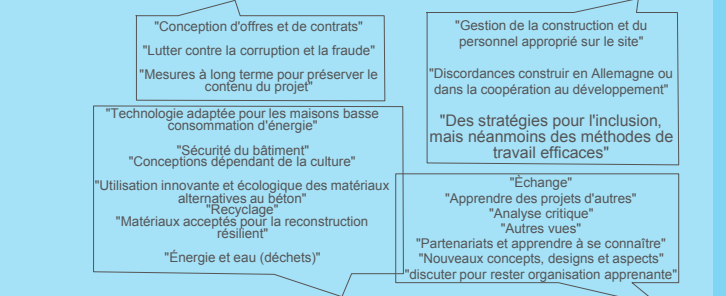 "Conception d'offres et de contrats"
"Lutter contre la corruption et la fraude"
"Mesures à long terme pour préserver le
contenu du projet"
"Gestion de la construction et du
personnel approprié sur le site"
"Discordances construir en Allemagne ou
dans la coopération au développement"
"Des stratégies pour l'inclusion,
mais néanmoins des méthodes de
travail efficaces"
"Technologie adaptée pour les maisons basse
consommation d'énergie"
"Sécurité du bâtiment"
"Conceptions dépendant de la culture"
"Utilisation innovante et écologique des matériaux
alternatives au béton"
"Recyclage"
"Matériaux acceptés pour la reconstruction
résilient"
"Énergie et eau (déchets)"
"Èchange"
"Apprendre des projets d'autres"
"Analyse critique"
"Autres vues"
"Partenariats et apprendre à se connaître"
"Nouveaux concepts, designs et aspects"
"discuter pour rester organisation apprenante"